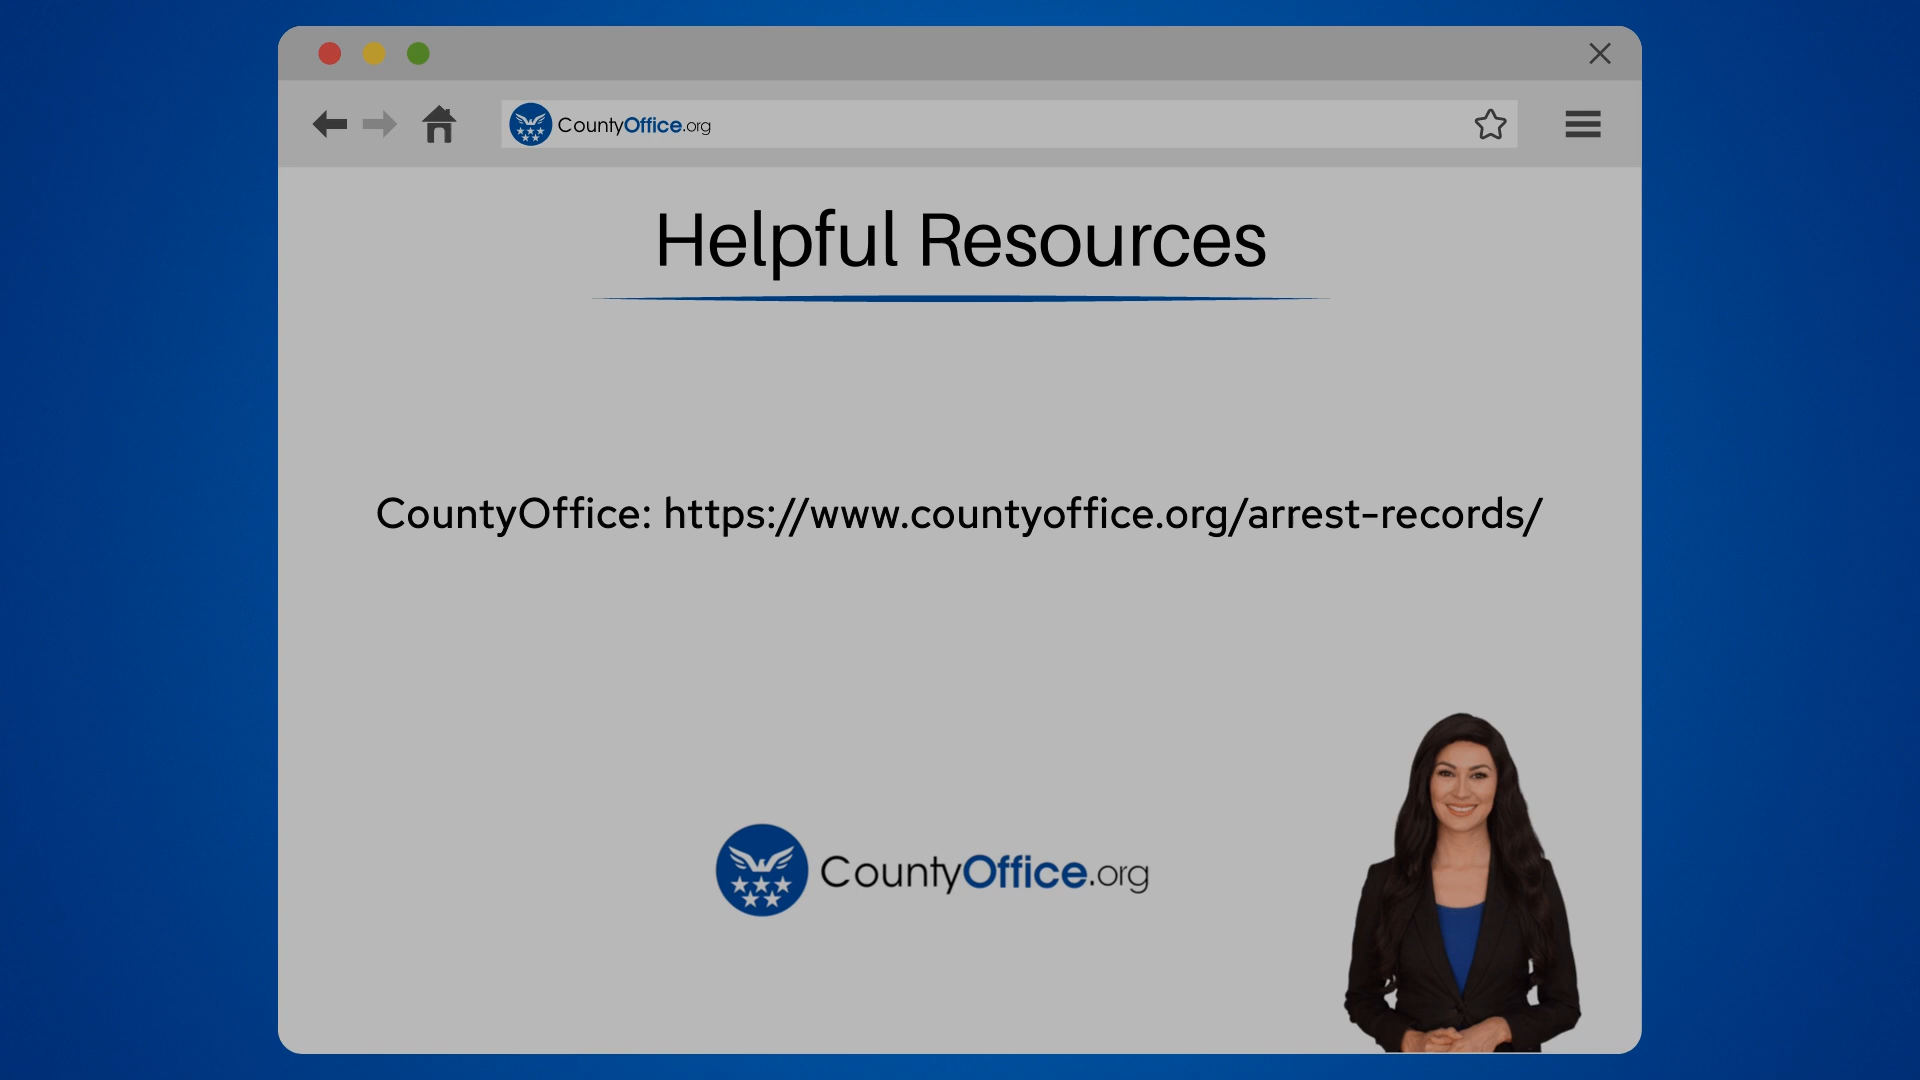 CountyOffice.org
Helpful Resources
CountyOffice: https://www.countyoffice.org/arrest-records/
CountyOffice.org